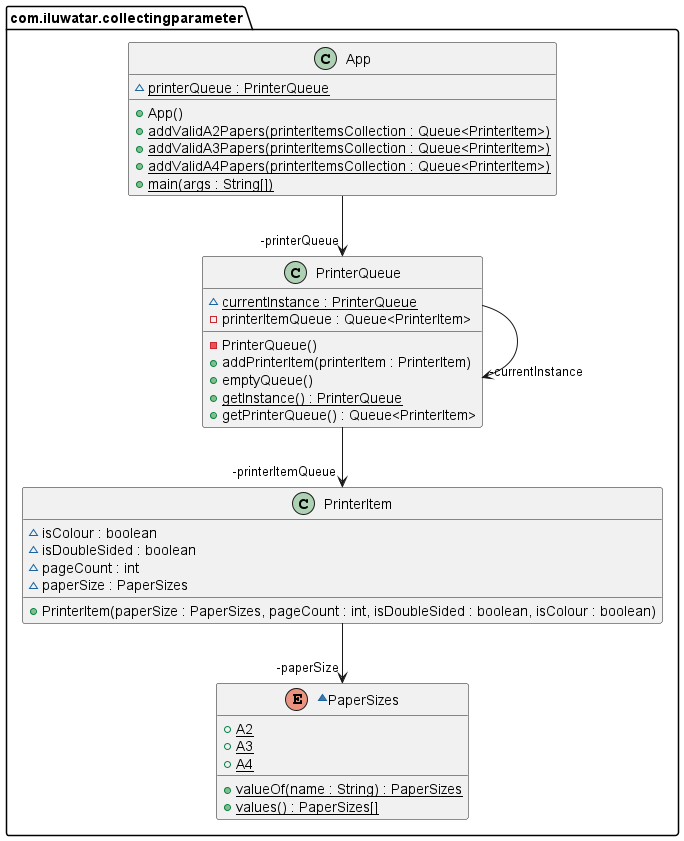 com.iluwatar.collectingparameter
C App
printerQueue : PrinterQueue
App()
addValidA2Papers(printerItemsCollection : Queue<PrinterItem>)
addValidA3Papers(printerItemsCollection : Queue<PrinterItem>)
addValidA4Papers(printerItemsCollection : Queue<PrinterItem>)
main(args : String[])
-printerQueue
C PrinterQueue
currentInstance : PrinterQueue
printerItemQueue : Queue<PrinterItem>
PrinterQueue()
addPrinterItem(printerItem : PrinterItem)
emptyQueue()
getInstance() : PrinterQueue
getPrinterQueue() : Queue<PrinterItem>
-currentInstance
-printerItemQueue
C PrinterItem
isColour : boolean
isDoubleSided : boolean
pageCount : int
paperSize : PaperSizes
PrinterItem(paperSize : PaperSizes, pageCount : int, isDoubleSided : boolean, isColour : boolean)
-paperSize
E PaperSizes
A2
A3
A4
valueOf(name : String) : PaperSizes
values() : PaperSizes[]